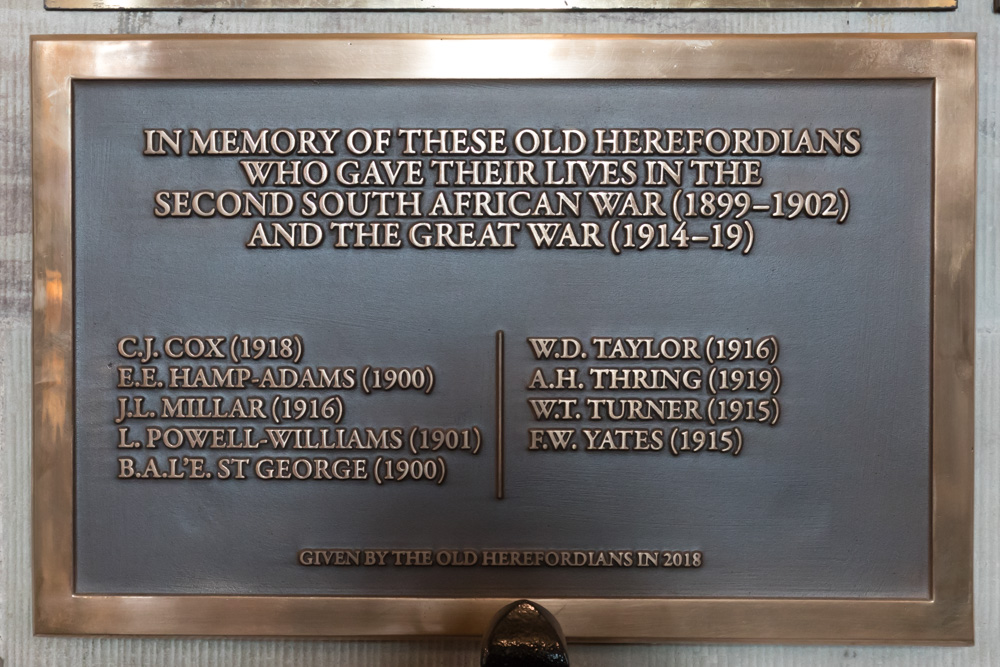 IN MEMORY OF THESE OLD HEREFORDIANS
WHO GAVE THEIR LIVES IN THE
SECOND SOUTH AFRICAN WAR (1899–1902)
AND THE GREAT WAR (1914–19)
C.J. COX (1918)
E.E. HAMP-ADAMS (1900)
J.L. MILLAR (1916)
L. POWELL-WILLIAMS (1901)
B.A.L'E. ST GEORGE (1900)
W.D. TAYLOR (1916)
A.H. THRING (1919)
W.T. TURNER (1915)
F.W. YATES (1915)
GIVEN BY THE OLD HEREFORDIANS IN 2018